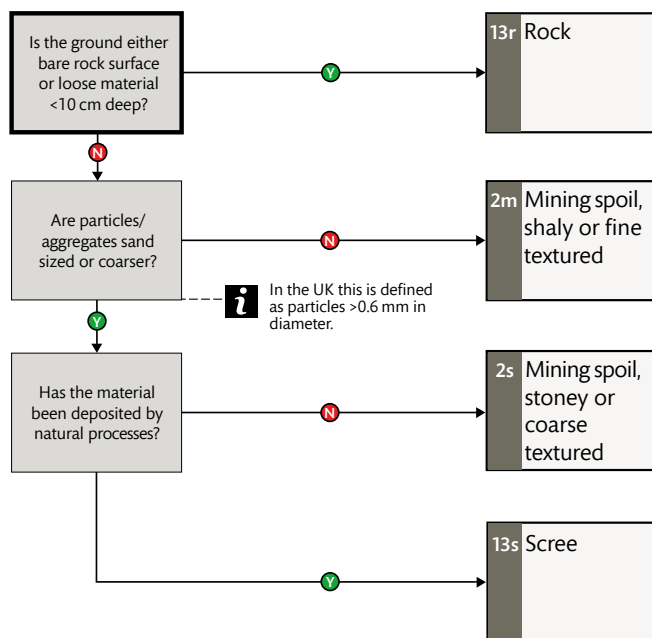 Is the ground either
bare rock surface
or loose material
<10 cm deep?
Y
13r Rock
N
Are particles/
aggregates sand
sized or coarser?
N
2m Mining spoil,
shaly or fine
textured
i
In the UK this is defined
as particles >0.6 mm in
diameter.
Y
Has the material
been deposited by
natural processes?
N
2s Mining spoil,
stoney or
coarse
textured
Y
13s Scree